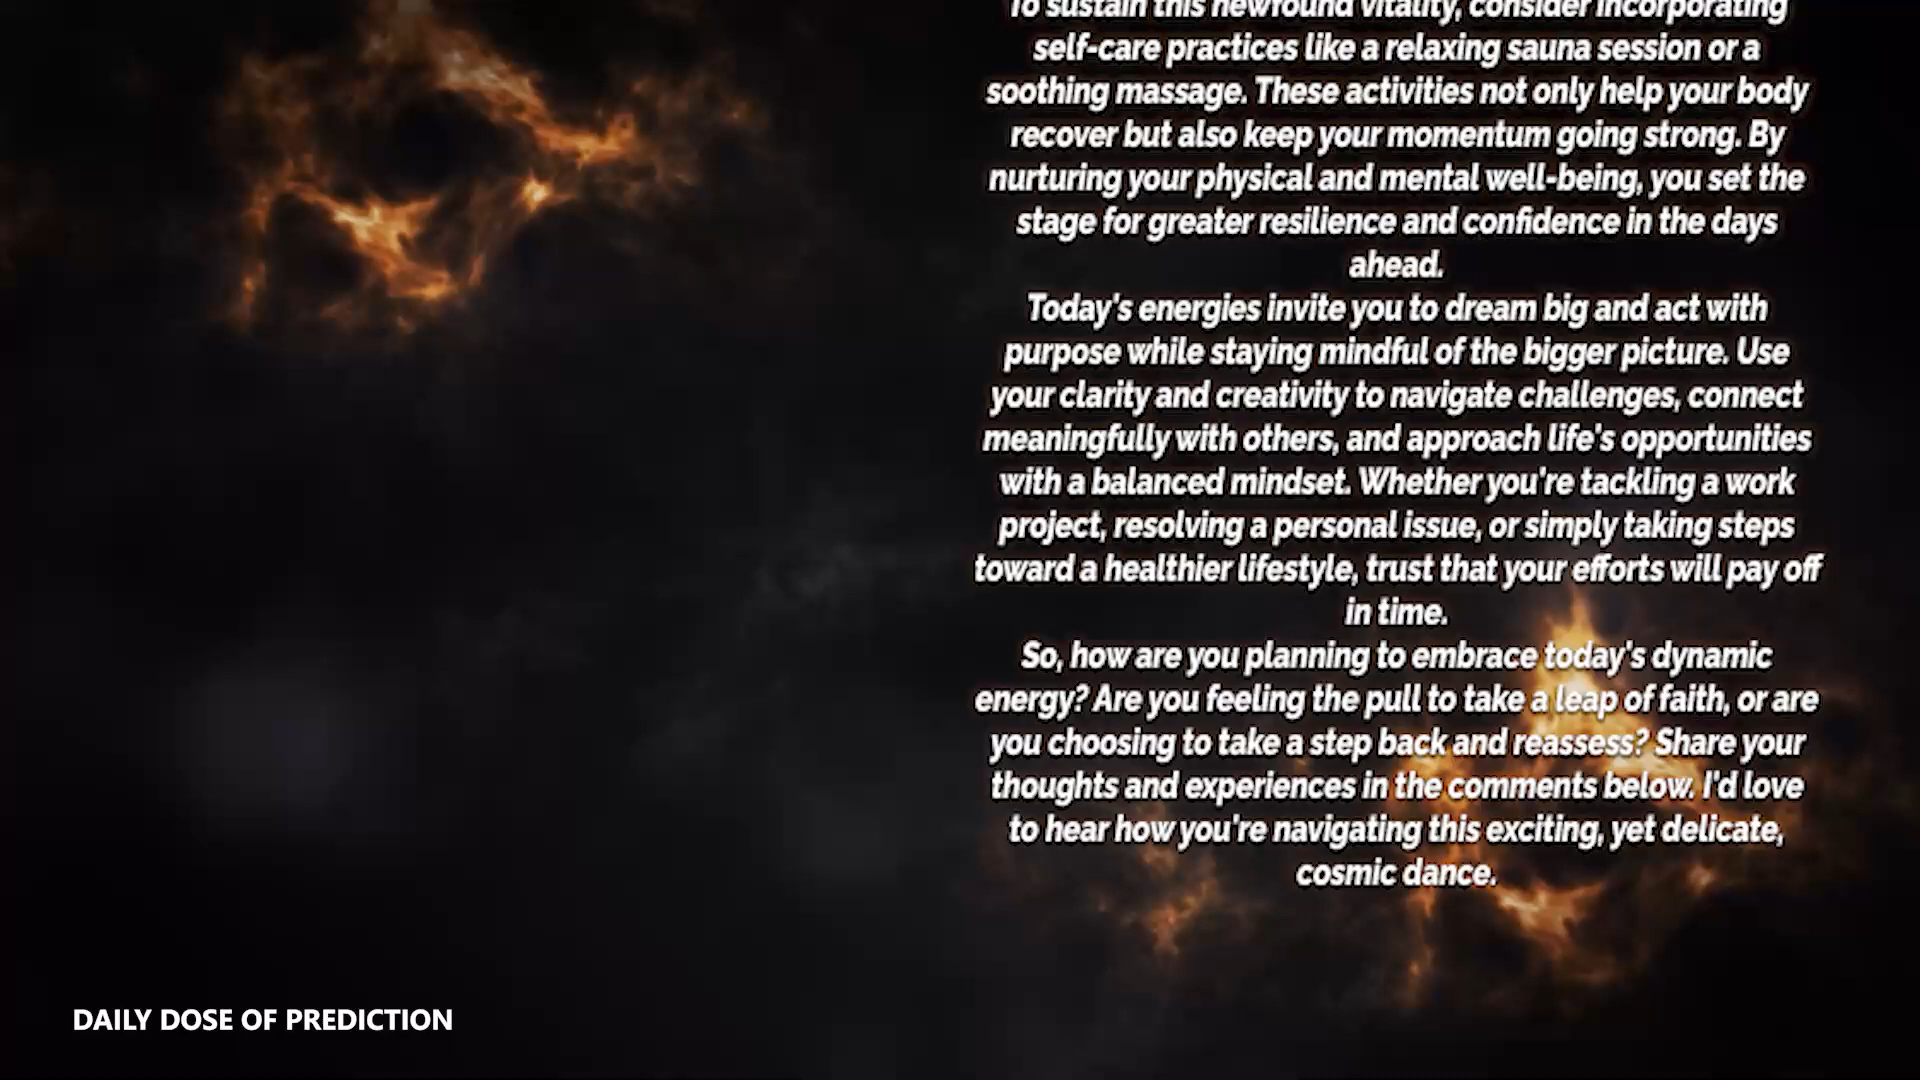 To sustain this newfound vitality, consider incorporating
self-care practices like a relaxing sauna session or a
soothing massage. These activities not only help your body
recover but also keep your momentum going strong. By
nurturing your physical and mental well-being, you set the
stage for greater resilience and confidence in the days
ahead.
Today's energies invite you to dream big and act with
purpose while staying mindful of the bigger picture. Use
your clarity and creativity to navigate challenges, connect
meaningfully with others, and approach life's opportunities
with a balanced mindset. Whether you're tackling a work
project, resolving a personal issue, or simply taking steps
toward a healthier lifestyle, trust that your efforts will pay off
in time.
So, how are you planning to embrace today's dynamic
energy? Are you feeling the pull to take a leap of faith, or are
you choosing to take a step back and reassess? Share your
thoughts and experiences in the comments below. I'd love
to hear how you're navigating this exciting, yet delicate,
cosmic dance.
DAILY DOSE OF PREDICTION